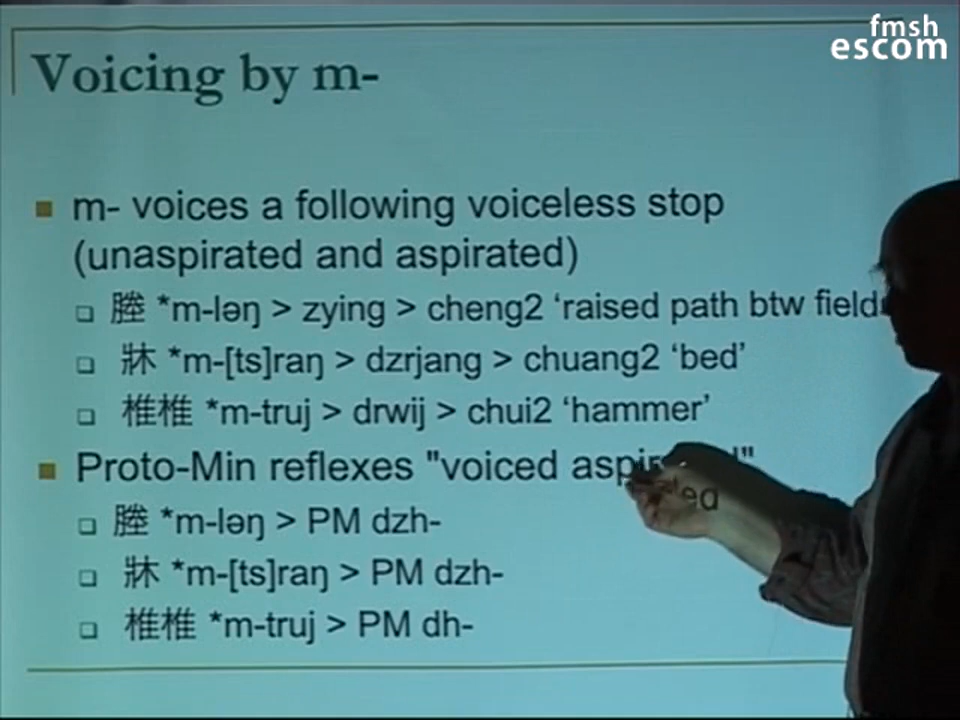 fmsh
escom
Voicing by m-
m- voices a following voiceless stop
(unaspirated and aspirated)
塍 *m-ləŋ > zying > cheng2 ‘raised path btw field
牀 *m-[ts]raŋ > dzrjang > chuang2 ‘bed’
椎椎 *m-truj > drwij > chui2 ‘hammer’
Proto-Min reflexes "voiced aspirated"
塍 *m-ləŋ > PM dzh-
牀 *m-[ts]raŋ > PM dzh-
椎椎 *m-truj > PM dh-